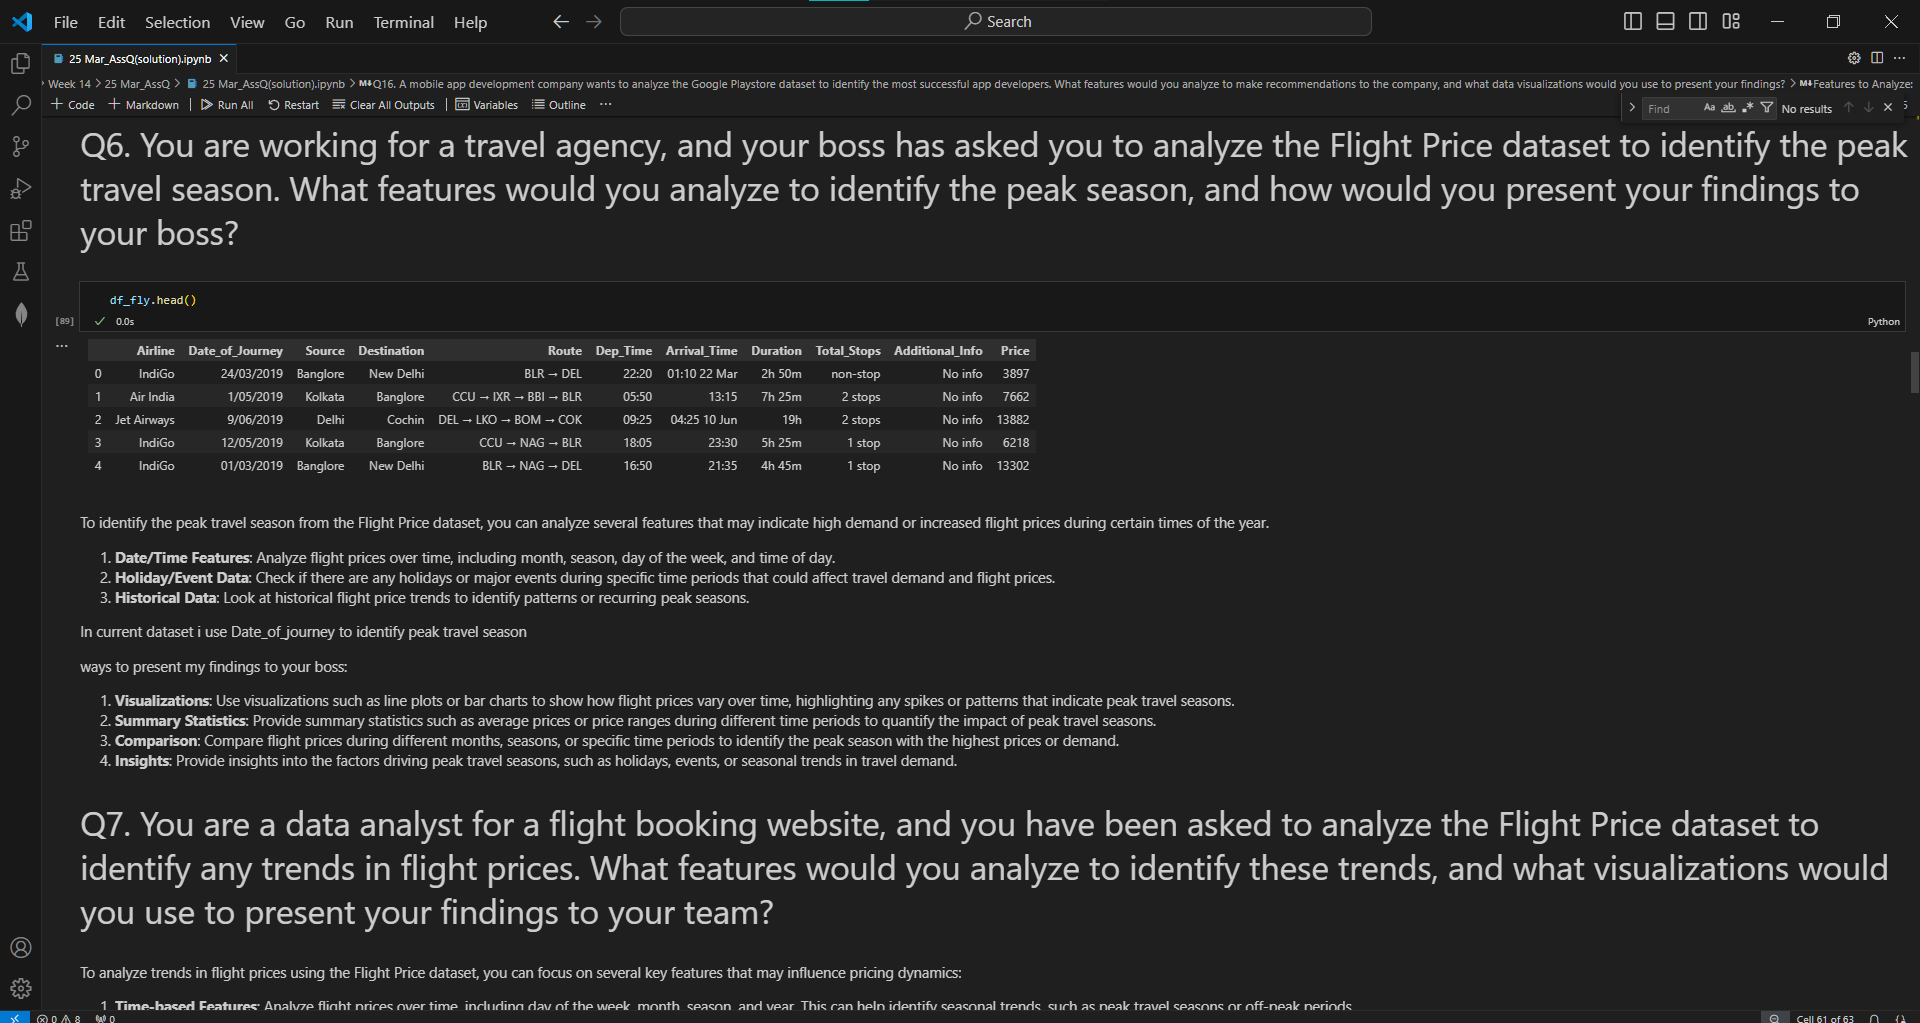 File Edit Selection View Go Run Terminal Help
Search
25 Mar_AssQ(solution).ipynb
Week 14 > 25 Mar_AssQ > 25 Mar_AssQ(solution).ipynb > M↓Q16. A mobile app development company wants to analyze the Google Playstore dataset to identify the most successful app developers. What features would you analyze to make recommendations to the company, and what data visualizations would you use to present your findings? > M↓Features to Analyze:
+ Code + Markdown Run All Restart Clear All Outputs Variables Outline ···
Find Aa ab No results
Q6. You are working for a travel agency, and your boss has asked you to analyze the Flight Price dataset to identify the peak
travel season. What features would you analyze to identify the peak season, and how would you present your findings to
your boss?
df_fly.head()
[89] 0.0s Python
Airline Date_of_Journey Source Destination Route Dep_Time Arrival_Time Duration Total_Stops Additional_Info Price
0 IndiGo 24/03/2019 Banglore New Delhi BLR → DEL 22:20 01:10 22 Mar 2h 50m non-stop No info 3897
1 Air India 1/05/2019 Kolkata Banglore CCU → IXR → BBI → BLR 05:50 13:15 7h 25m 2 stops No info 7662
2 Jet Airways 9/06/2019 Delhi Cochin DEL → LKO → BOM → COK 09:25 04:25 10 Jun 19h 2 stops No info 13882
3 IndiGo 12/05/2019 Kolkata Banglore CCU → NAG → BLR 18:05 23:30 5h 25m 1 stop No info 6218
4 IndiGo 01/03/2019 Banglore New Delhi BLR → NAG → DEL 16:50 21:35 4h 45m 1 stop No info 13302
To identify the peak travel season from the Flight Price dataset, you can analyze several features that may indicate high demand or increased flight prices during certain times of the year.
1. Date/Time Features: Analyze flight prices over time, including month, season, day of the week, and time of day.
2. Holiday/Event Data: Check if there are any holidays or major events during specific time periods that could affect travel demand and flight prices.
3. Historical Data: Look at historical flight price trends to identify patterns or recurring peak seasons.
In current dataset i use Date_of_journey to identify peak travel season
ways to present my findings to your boss:
1. Visualizations: Use visualizations such as line plots or bar charts to show how flight prices vary over time, highlighting any spikes or patterns that indicate peak travel seasons.
2. Summary Statistics: Provide summary statistics such as average prices or price ranges during different time periods to quantify the impact of peak travel seasons.
3. Comparison: Compare flight prices during different months, seasons, or specific time periods to identify the peak season with the highest prices or demand.
4. Insights: Provide insights into the factors driving peak travel seasons, such as holidays, events, or seasonal trends in travel demand.
Q7. You are a data analyst for a flight booking website, and you have been asked to analyze the Flight Price dataset to
identify any trends in flight prices. What features would you analyze to identify these trends, and what visualizations would
you use to present your findings to your team?
To analyze trends in flight prices using the Flight Price dataset, you can focus on several key features that may influence pricing dynamics:
1. Time-based Features: Analyze flight prices over time, including day of the week, month, season, and year. This can help identify seasonal trends, such as peak travel seasons or off-peak periods.
0 8 0 Cell 61 of 63